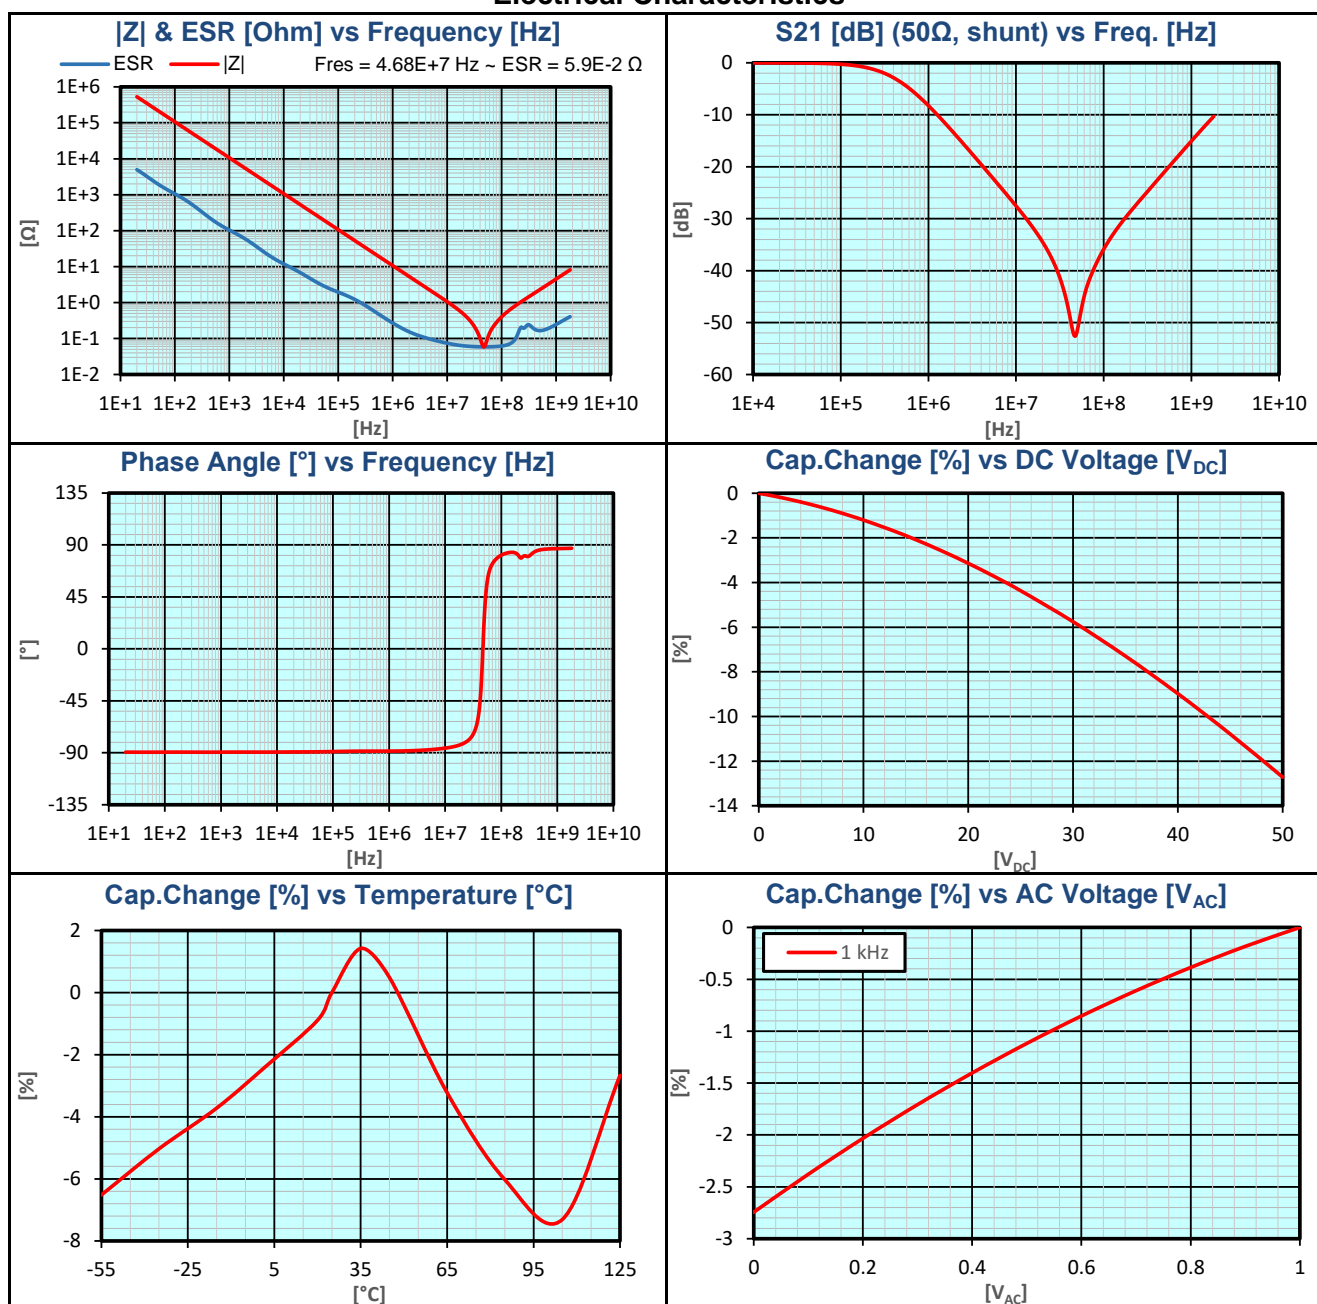 Electrical Characteristics
|Z| & ESR [Ohm] vs Frequency [Hz]
ESR |Z| Fres = 4.68E+7 Hz ~ ESR = 5.9E-2 Ω
1E+6
1E+5
1E+4
1E+3
1E+2
1E+1
1E+0
1E-1
1E-2
[Ω]
1E+1 1E+2 1E+3 1E+4 1E+5 1E+6 1E+7 1E+8 1E+9 1E+10
[Hz]
S21 [dB] (50Ω, shunt) vs Freq. [Hz]
0
-10
-20
-30
-40
-50
-60
[dB]
1E+4 1E+5 1E+6 1E+7 1E+8 1E+9 1E+10
[Hz]
Phase Angle [°] vs Frequency [Hz]
135
90
45
0
-45
-90
-135
[°]
1E+1 1E+2 1E+3 1E+4 1E+5 1E+6 1E+7 1E+8 1E+9 1E+10
[Hz]
Cap.Change [%] vs DC Voltage [VDC]
0
-2
-4
-6
-8
-10
-12
-14
[%]
0 10 20 30 40 50
[VDC]
Cap.Change [%] vs Temperature [°C]
2
0
-2
-4
-6
-8
[%]
-55 -25 5 35 65 95 125
[°C]
Cap.Change [%] vs AC Voltage [VAC]
1 kHz
0
-0.5
-1
-1.5
-2
-2.5
-3
[%]
0 0.2 0.4 0.6 0.8 1
[VAC]